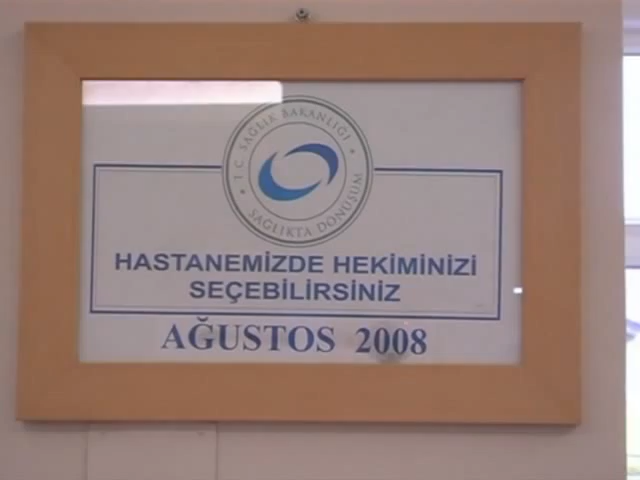 T.C. SAĞLIK BAKANLIĞI
SAĞLIKTA DÖNÜŞÜM
HASTANEMİZDE HEKİMİNİZİ
SEÇEBİLİRSİNİZ
AĞUSTOS 2008